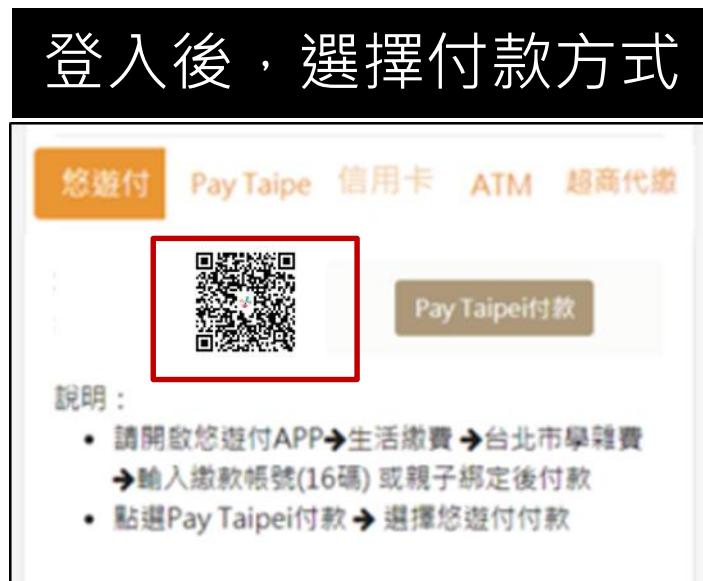 登入後，選擇付款方式
悠遊付 Pay Taipe 信用卡 ATM 超商代繳
Pay Taipei付款
說明：
• 請開啟悠遊付APP➔生活繳費 ➔台北市學雜費
➔輸入繳款帳號(16碼) 或親子綁定後付款
• 點選Pay Taipei付款 ➔ 選擇悠遊付付款